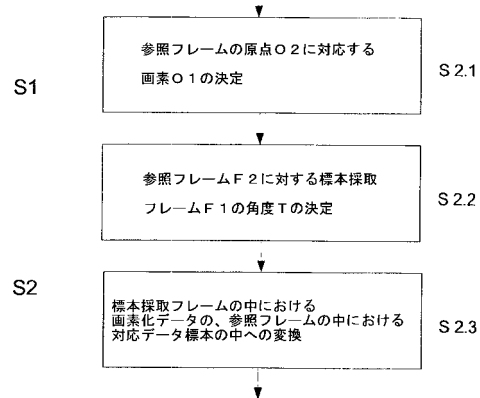 参照フレームの原点O2に対応する
画素O1の決定
S 2.1
S1
参照フレームF2に対する標本採取
フレームF1の角度Tの決定
S 2.2
S2
標本採取フレームの中における
画素化データの、参照フレームの中における
対応データ標本の中への変換
S 2.3